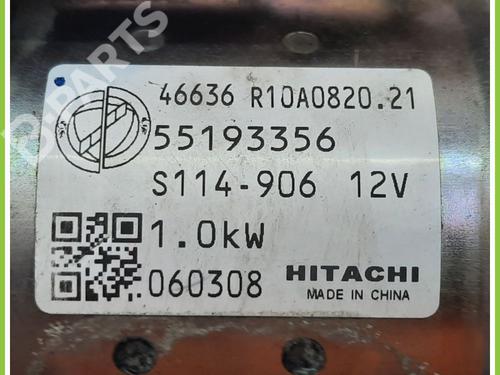 B-PARTS
46636 R10A0820.21
55193356
S114-906 12V
1.0kW
060308
HITACHI
MADE IN CHINA